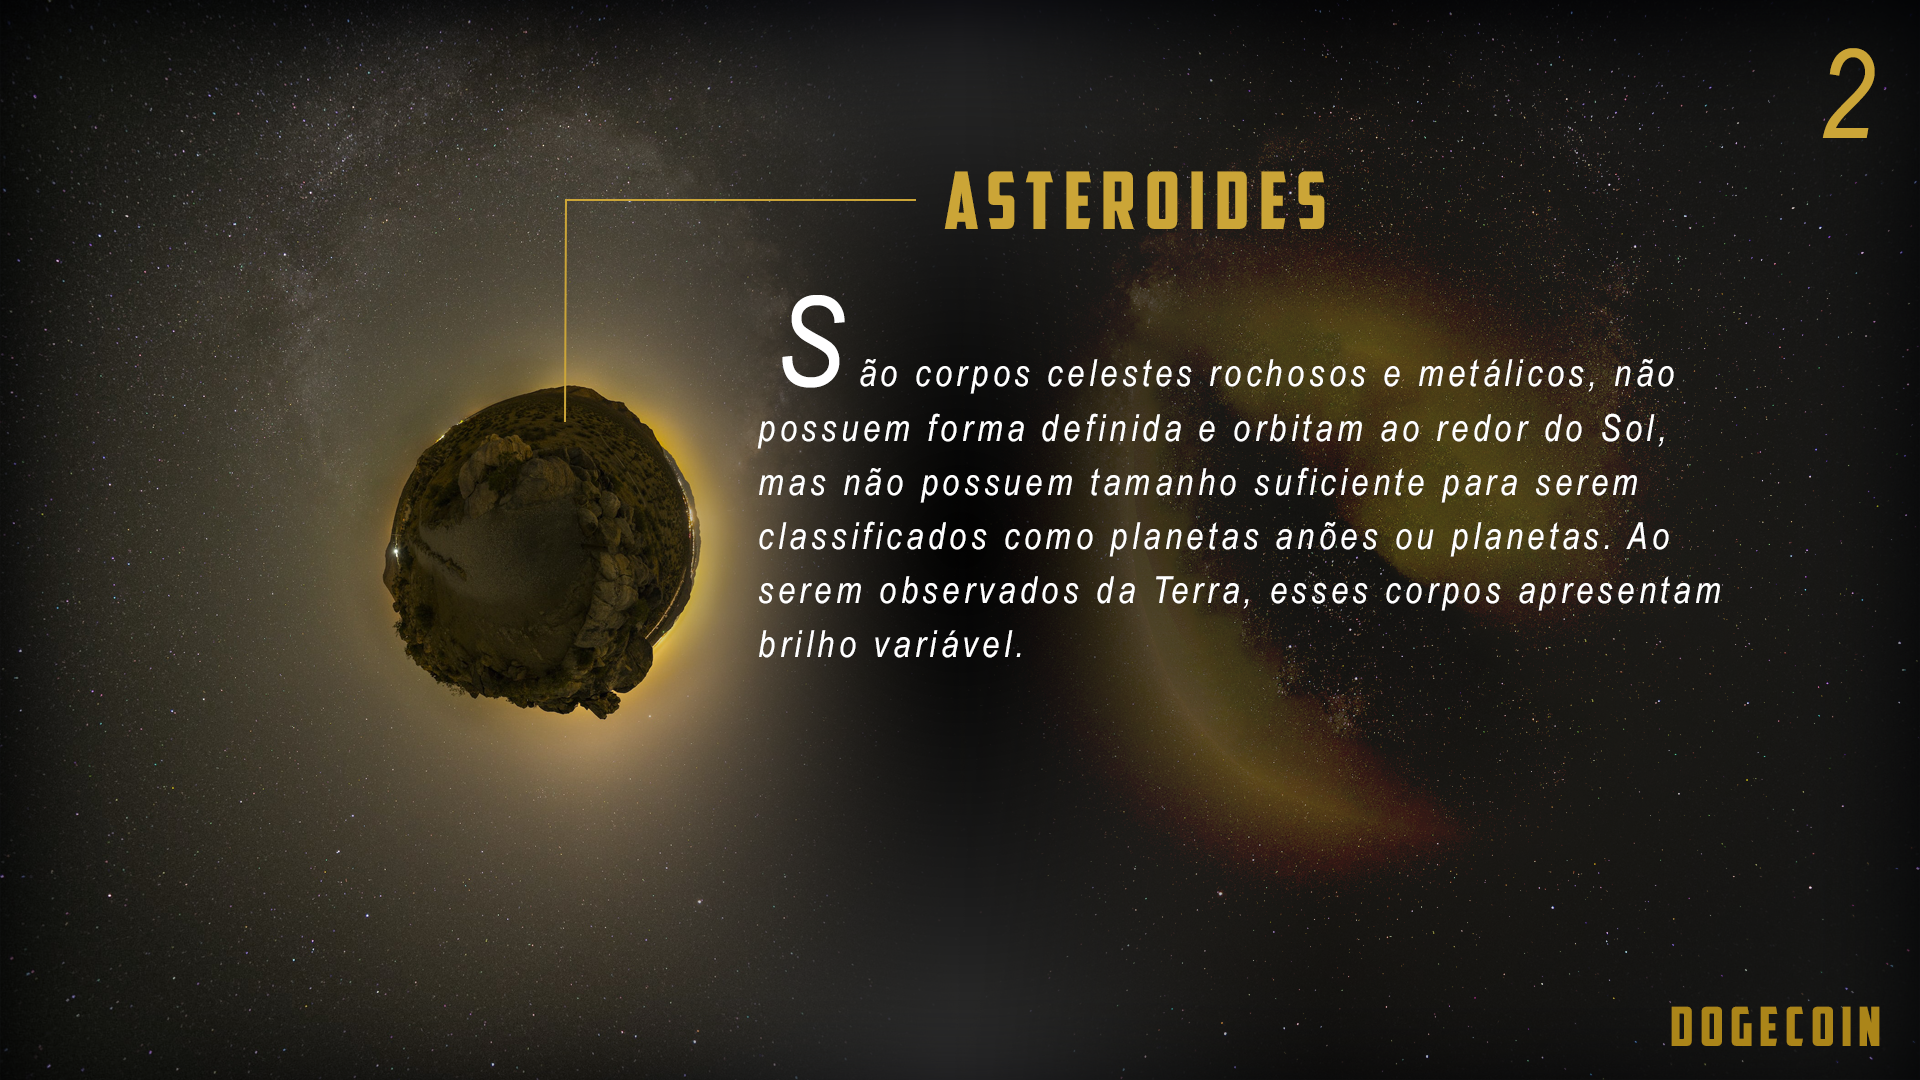 2
ASTEROIDES
São corpos celestes rochosos e metálicos, não
possuem forma definida e orbitam ao redor do Sol,
mas não possuem tamanho suficiente para serem
classificados como planetas anões ou planetas. Ao
serem observados da Terra, esses corpos apresentam
brilho variável.
DOGECOIN